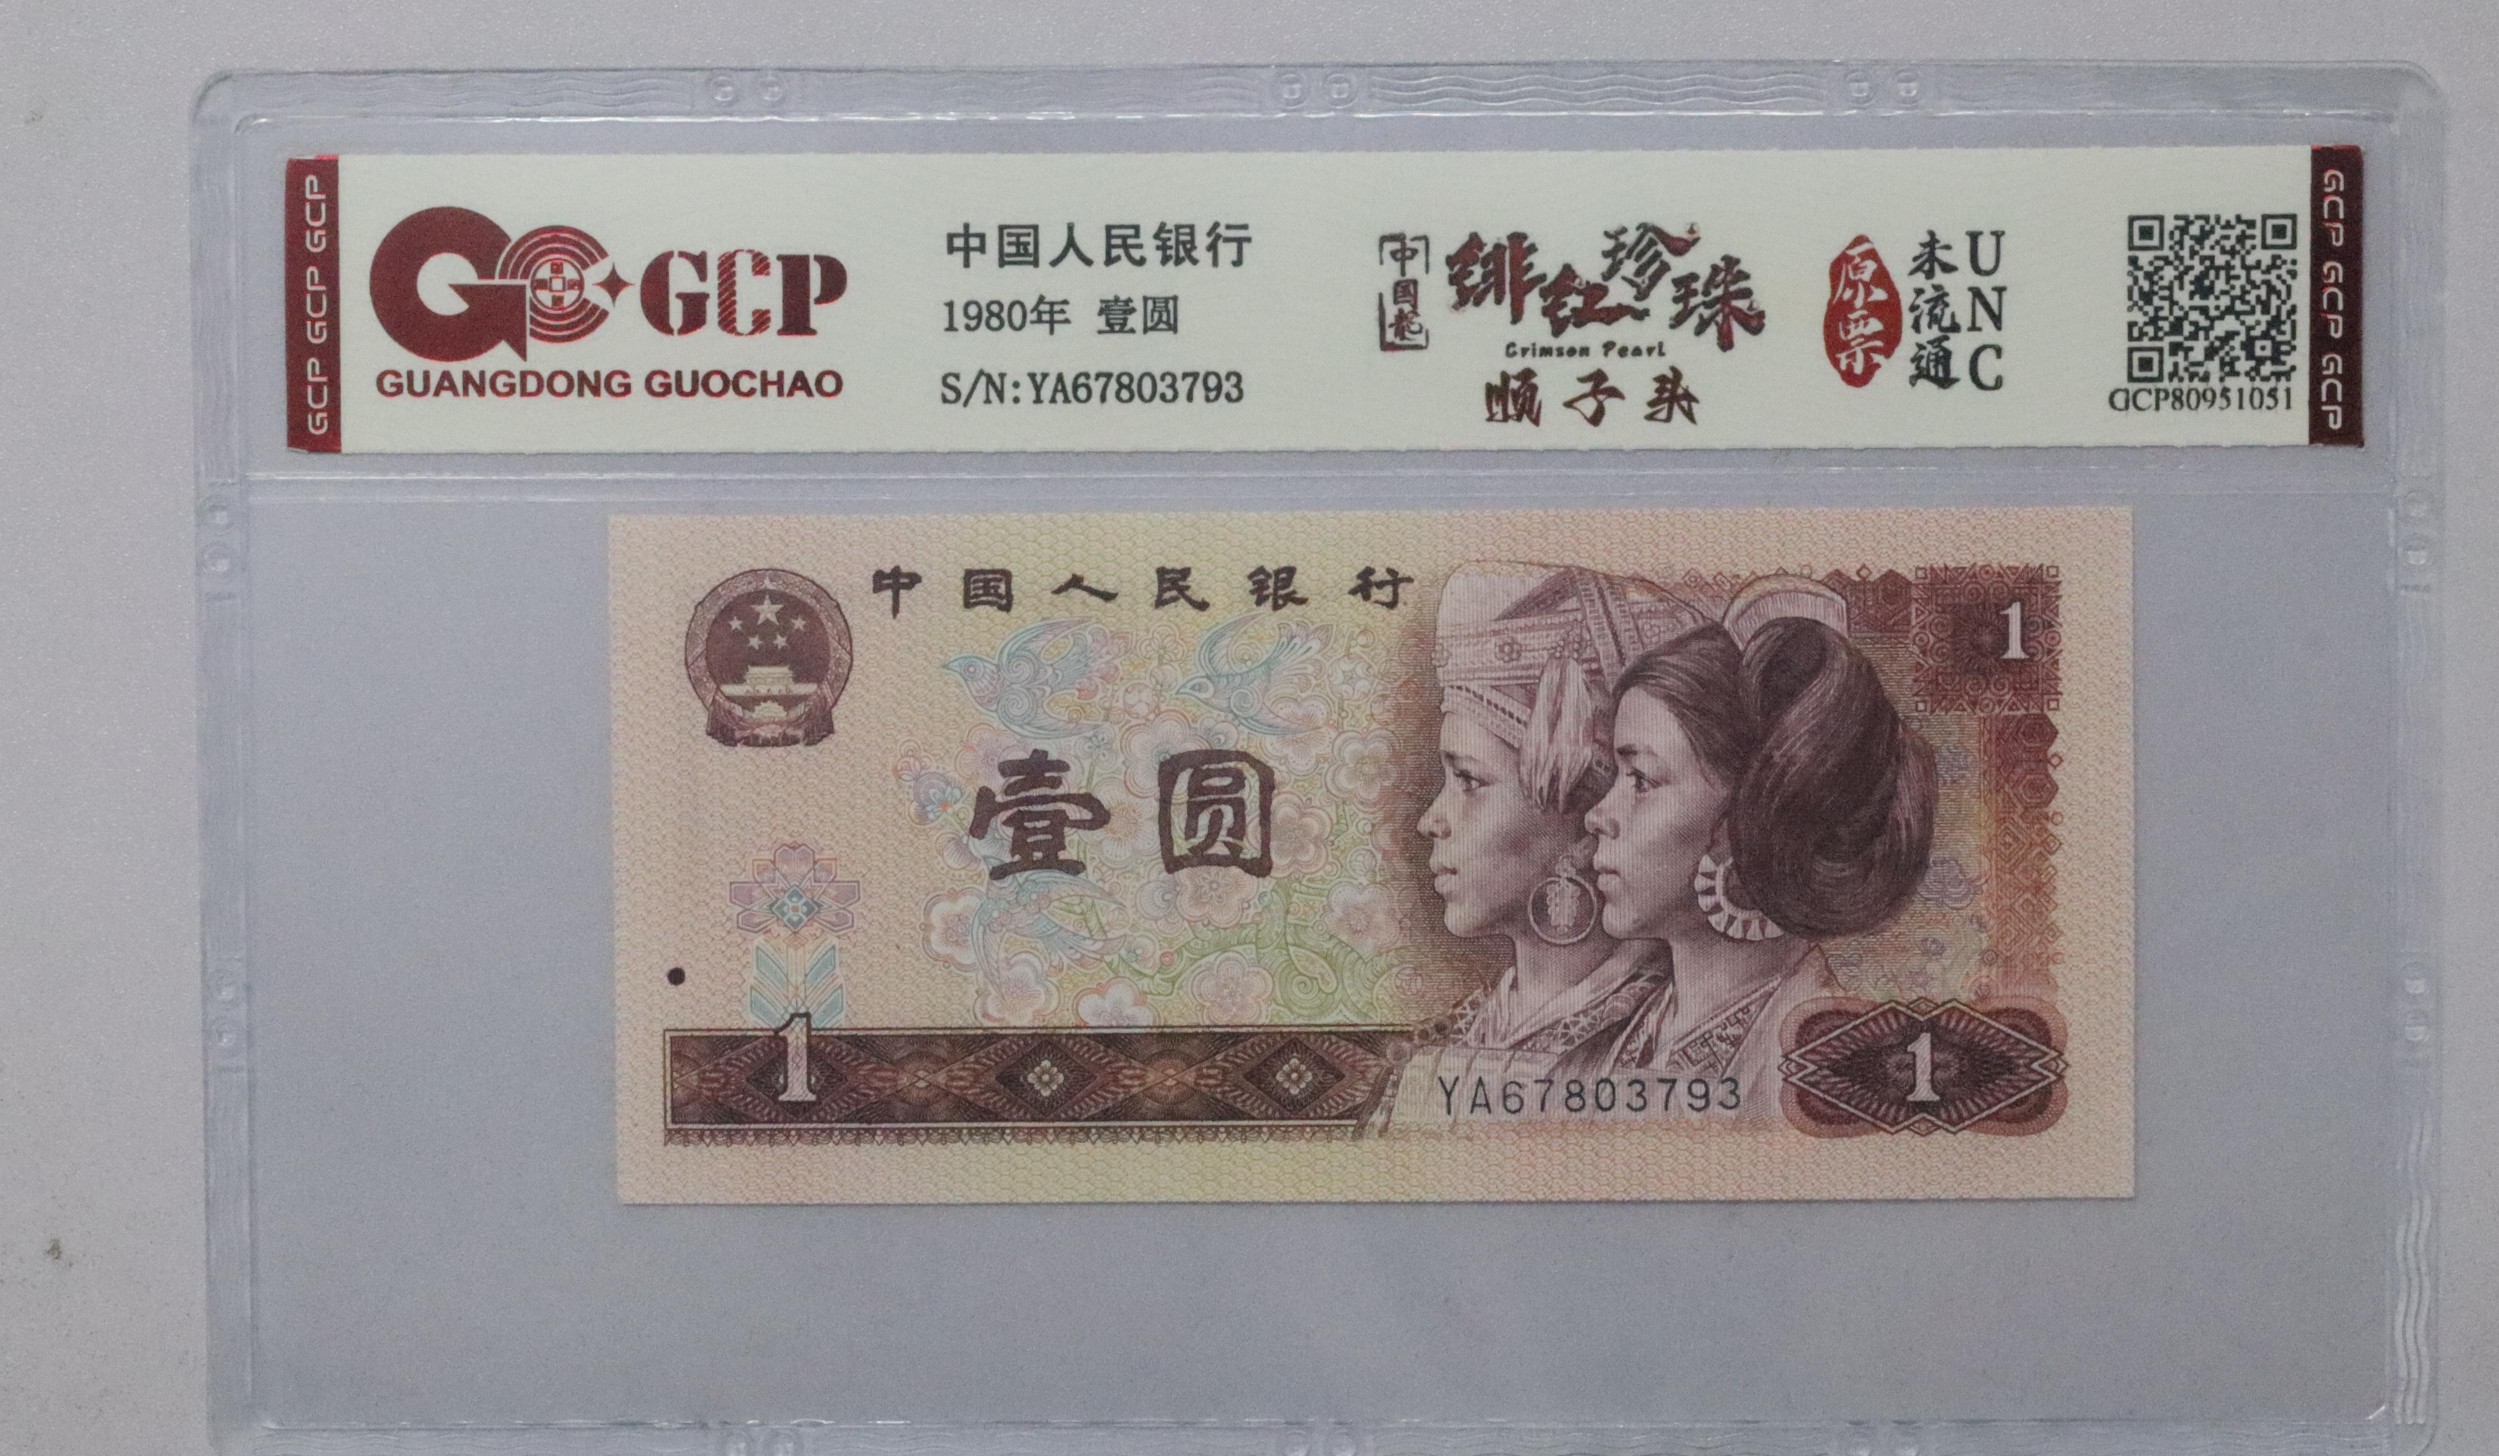 GCP GCP GCP
GCP
GUANGDONG GUOCHAO
中国人民银行
1980年 壹圆
S/N:YA67803793
中国龙
绯红珍珠
Crimson Pearl
顺子头
原票
未流通
UNC
GCP80951051
GCP GCP GCP
中国人民银行
1
壹圆
1
YA67803793
1